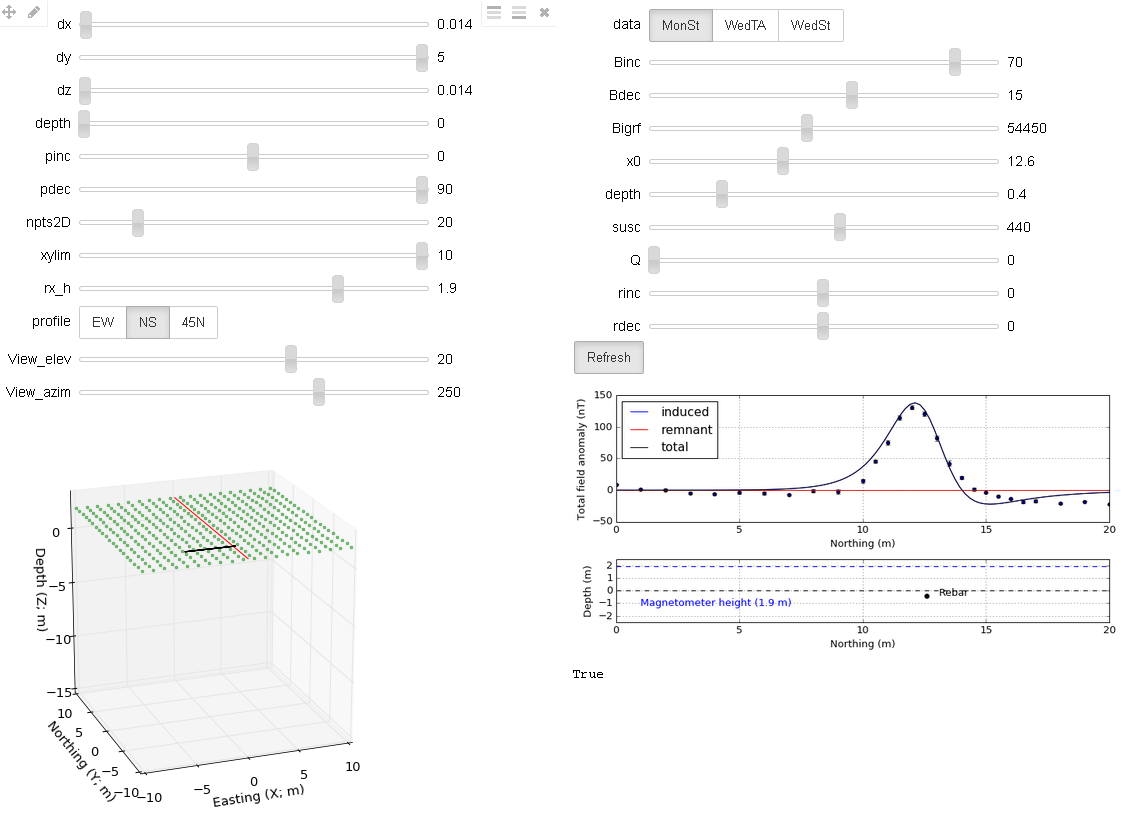 dx 0.014
dy 5
dz 0.014
depth 0
pinc 0
pdec 90
npts2D 20
xylim 10
rx_h 1.9
profile EW NS 45N
View_elev 20
View_azim 250
0
−5
−10
−15
Depth (Z; m)
10
5
0
−5
−10
Northing (Y; m)
−10
−5
0
5
10
Easting (X; m)
data MonSt WedTA WedSt
Binc 70
Bdec 15
Bigrf 54450
x0 12.6
depth 0.4
susc 440
Q 0
rinc 0
rdec 0
Refresh
150
100
50
0
−50
Total field anomaly (nT)
induced
remnant
total
0 5 10 15 20
Northing (m)
2
1
0
−1
−2
Depth (m)
Rebar
Magnetometer height (1.9 m)
0 5 10 15 20
Northing (m)
True